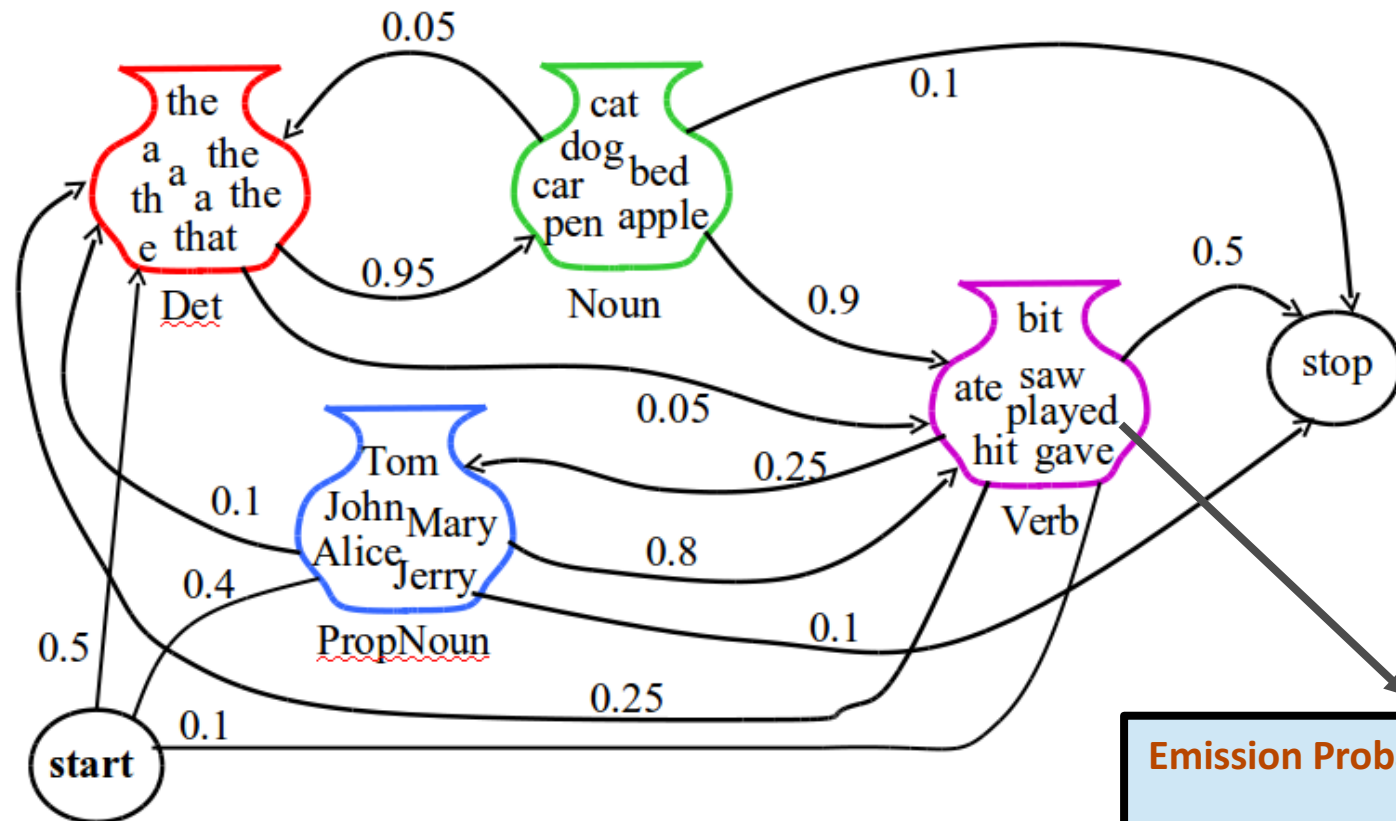 0.05
0.1
the
a
the
a
th
a
the
e
that
Det
0.95
cat
dog
bed
car
pen
apple
Noun
0.9
0.5
bit
ate
saw
played
hit
gave
Verb
stop
0.05
0.25
Tom
John
Mary
Alice
Jerry
PropNoun
0.1
0.4
0.8
0.1
0.5
0.25
0.1
start
Emission Prob